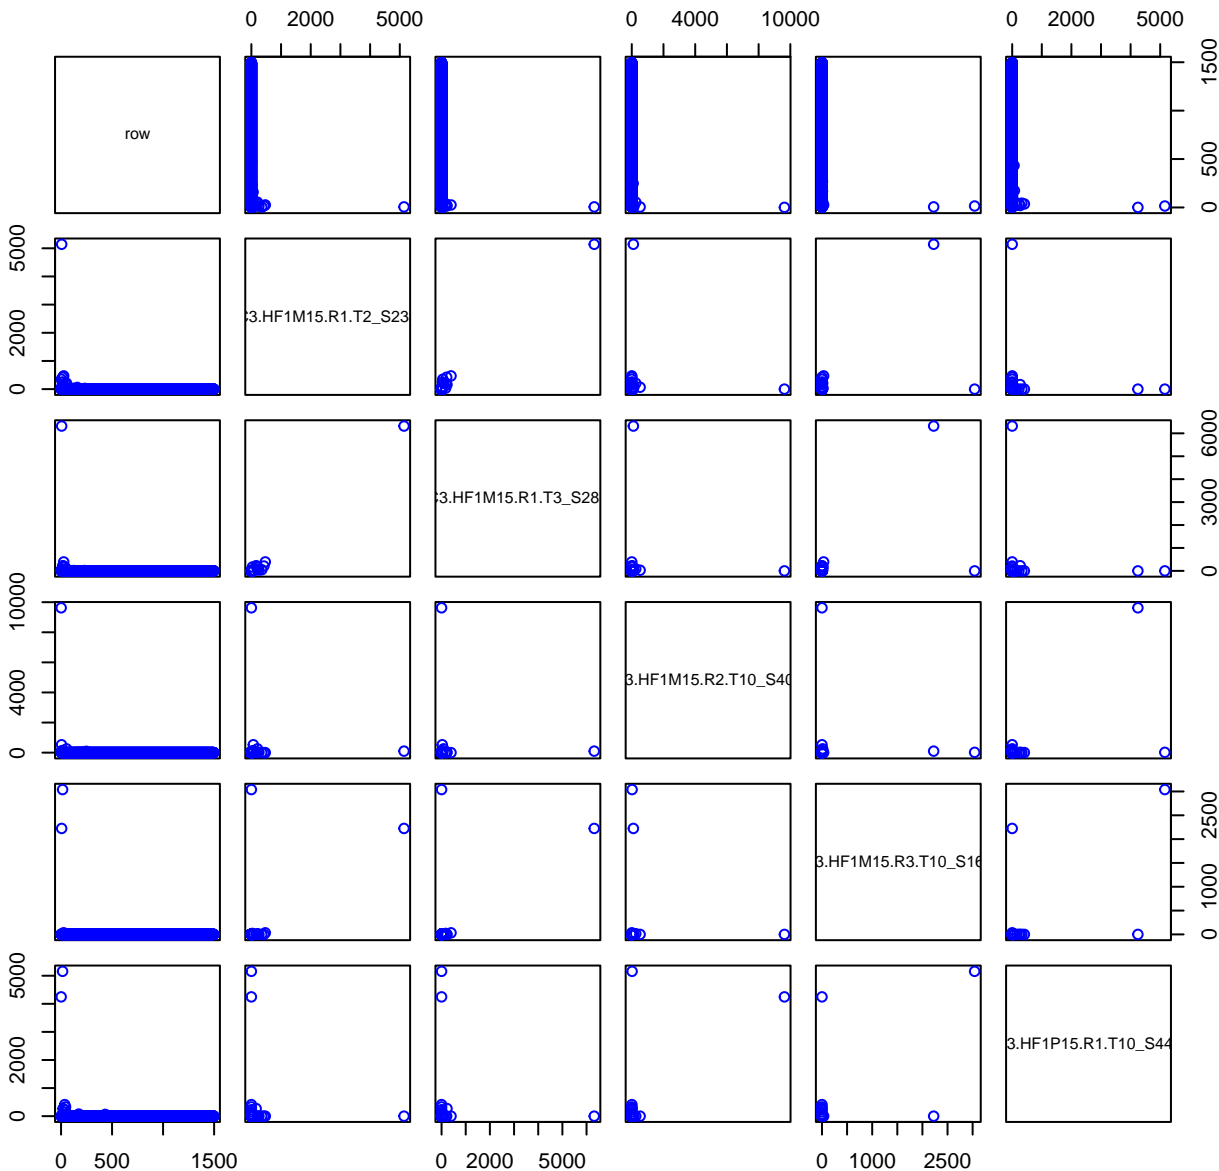 0 2000 5000 0 4000 10000 0 2000 5000
row
0 500 1500
0 2000 5000
3.HF1M15.R1.T2_S23
3.HF1M15.R1.T3_S28
0 3000 6000
0 4000 10000
3.HF1M15.R2.T10_S40
3.HF1M15.R3.T10_S16
0 1000 2500
0 2000 5000
3.HF1P15.R1.T10_S44
0 500 1500 0 2000 5000 0 1000 2500